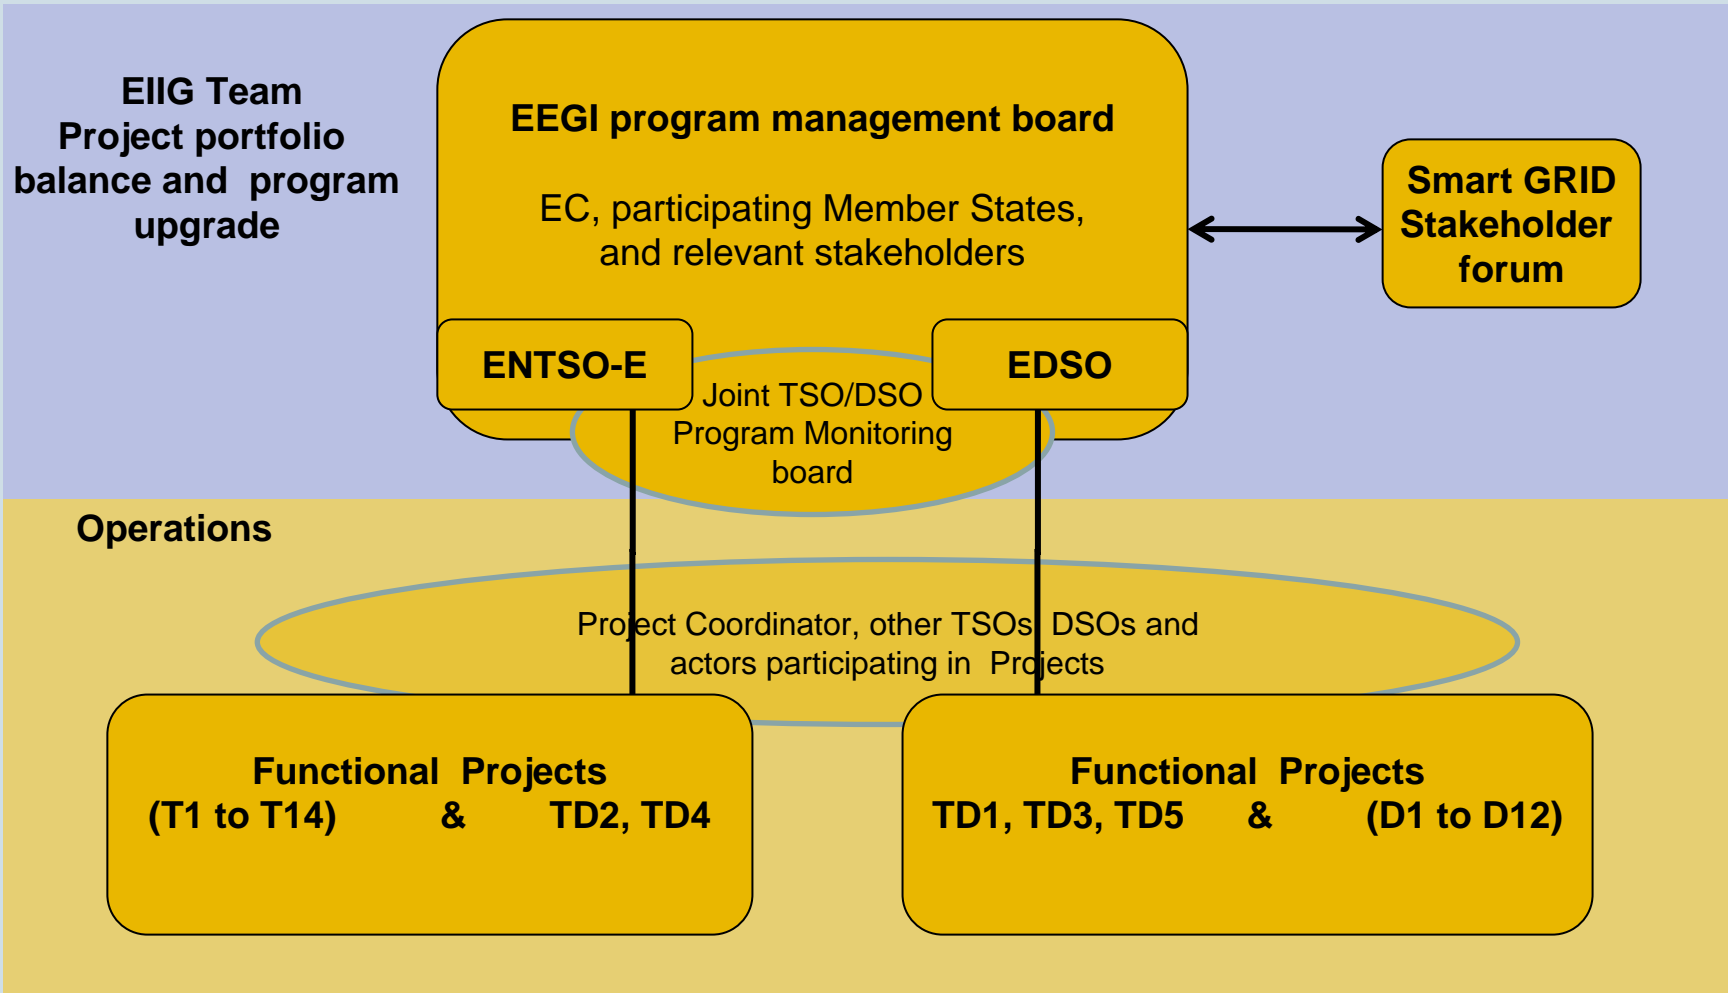 EIIG Team
Project portfolio
balance and program
upgrade
EEGI program management board
EC, participating Member States,
and relevant stakeholders
Smart GRID
Stakeholder
forum
ENTSO-E
EDSO
Joint TSO/DSO
Program Monitoring
board
Operations
Project Coordinator, other TSOs, DSOs and
actors participating in Projects
Functional Projects
(T1 to T14) & TD2, TD4
Functional Projects
TD1, TD3, TD5 & (D1 to D12)